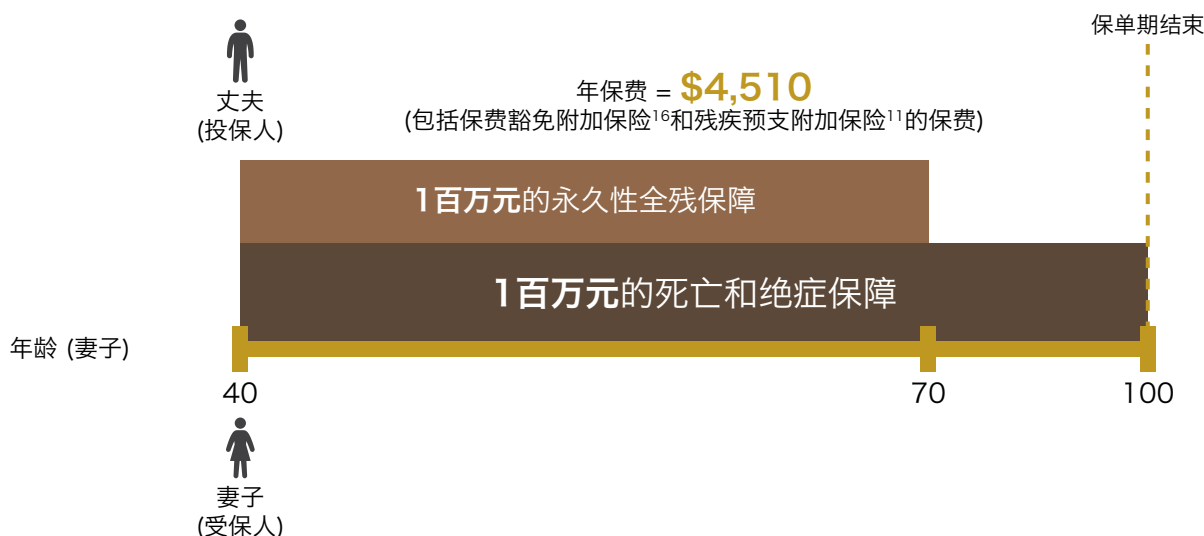 保单期结束
丈夫
(投保人)
年保费 = $4,510
(包括保费豁免附加保险16和残疾预支附加保险11的保费)
1百万元的永久性全残保障
1百万元的死亡和绝症保障
年龄 (妻子)
40
70
100
妻子
(受保人)